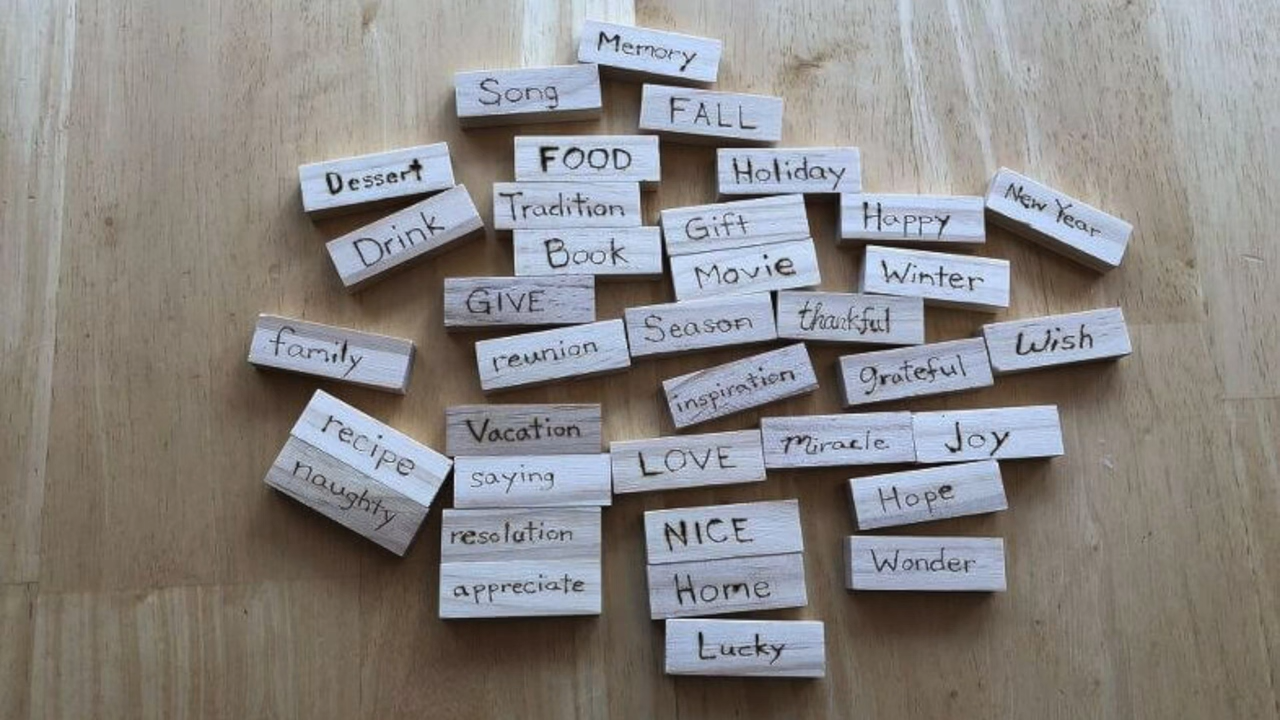 Memory
Song
FALL
FOOD
Dessert
Holiday
Tradition
Drink
Gift
Happy
New Year
Book
Movie
Winter
GIVE
Season
thankful
family
reunion
Wish
inspiration
grateful
recipe
Vacation
LOVE
Miracle
Joy
naughty
saying
Hope
resolution
NICE
Wonder
appreciate
Home
Lucky